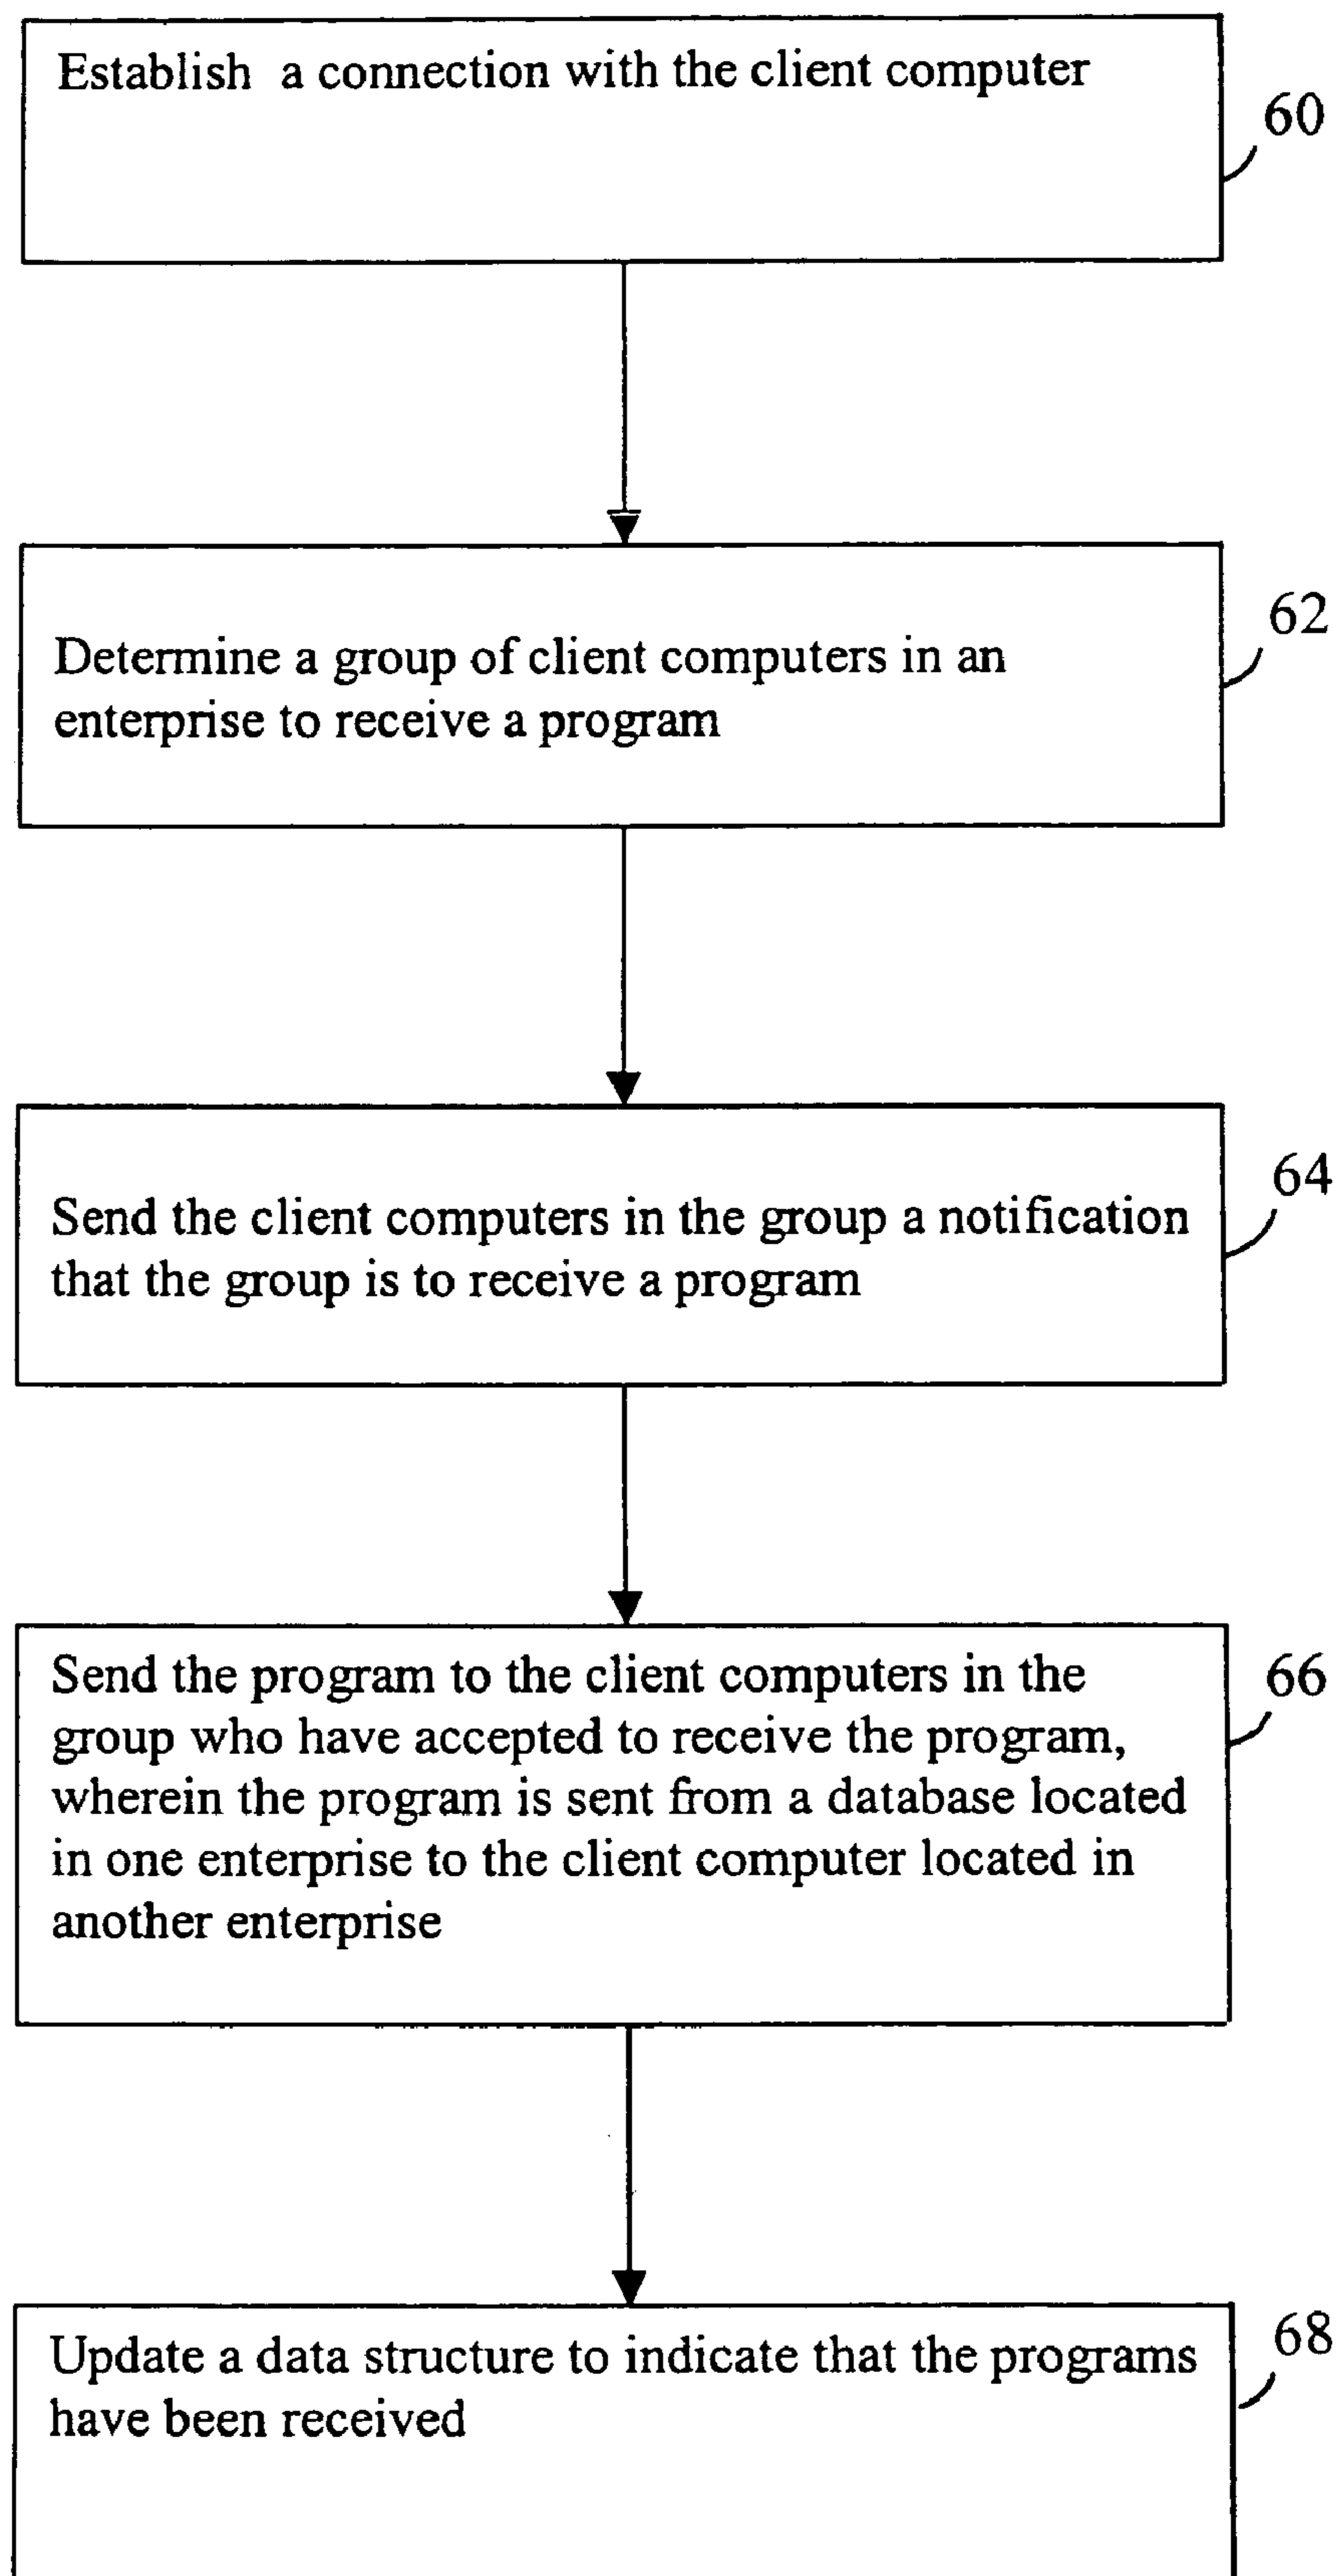 Establish a connection with the client computer
60
Determine a group of client computers in an
enterprise to receive a program
62
Send the client computers in the group a notification
that the group is to receive a program
64
Send the program to the client computers in the
group who have accepted to receive the program,
wherein the program is sent from a database located
in one enterprise to the client computer located in
another enterprise
66
Update a data structure to indicate that the programs
have been received
68